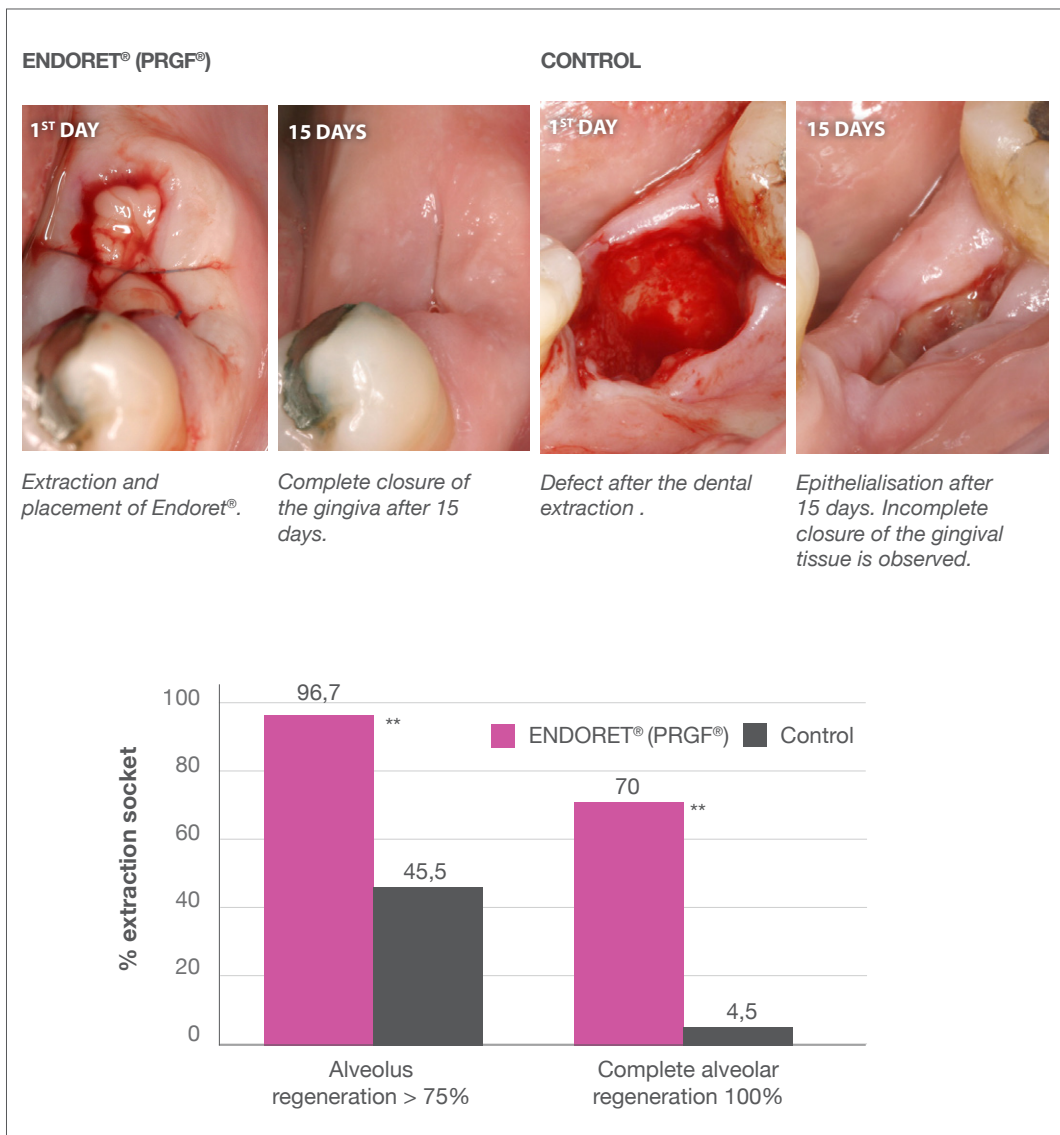 ENDORET® (PRGF®)
CONTROL
1ST DAY
15 DAYS
1ST DAY
15 DAYS
Extraction and
placement of Endoret®.
Complete closure of
the gingiva after 15
days.
Defect after the dental
extraction .
Epithelialisation after
15 days. Incomplete
closure of the gingival
tissue is observed.
% extraction socket
100
80
60
40
20
0
96,7
**
45,5
70
**
4,5
ENDORET® (PRGF®)
Control
Alveolus
regeneration > 75%
Complete alveolar
regeneration 100%